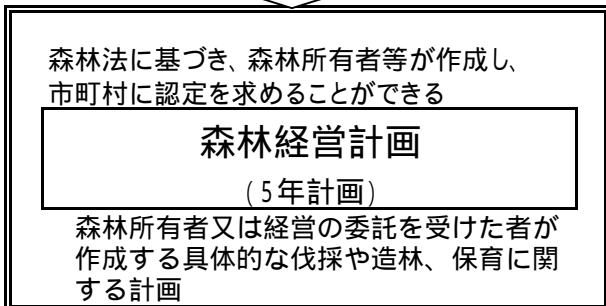 森林法に基づき、森林所有者等が作成し、
市町村に認定を求めることができる
森林経営計画
(5年計画)
森林所有者又は経営の委託を受けた者が
作成する具体的な伐採や造林、保育に関
する計画